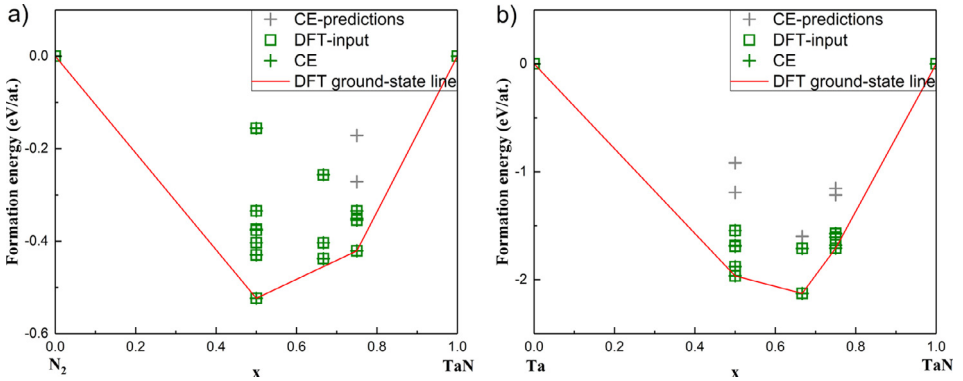 a)
CE-predictions
DFT-input
CE
DFT ground-state line
Formation energy (eV/at.)
0.0
-0.2
-0.4
-0.6
0.0 0.2 0.4 0.6 0.8 1.0
N₂ x TaN
b)
CE-predictions
DFT-input
CE
DFT ground-state line
Formation energy (eV/at.)
0
-1
-2
0.0 0.2 0.4 0.6 0.8 1.0
Ta x TaN